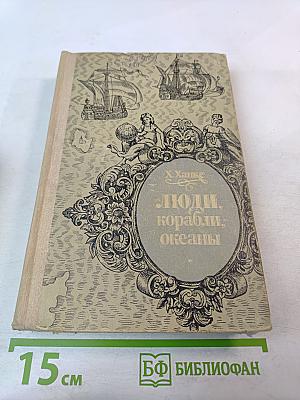 Х. Ханке
ЛЮДИ,
корабли,
океаны
15 см
БФ БИБЛИОФАН